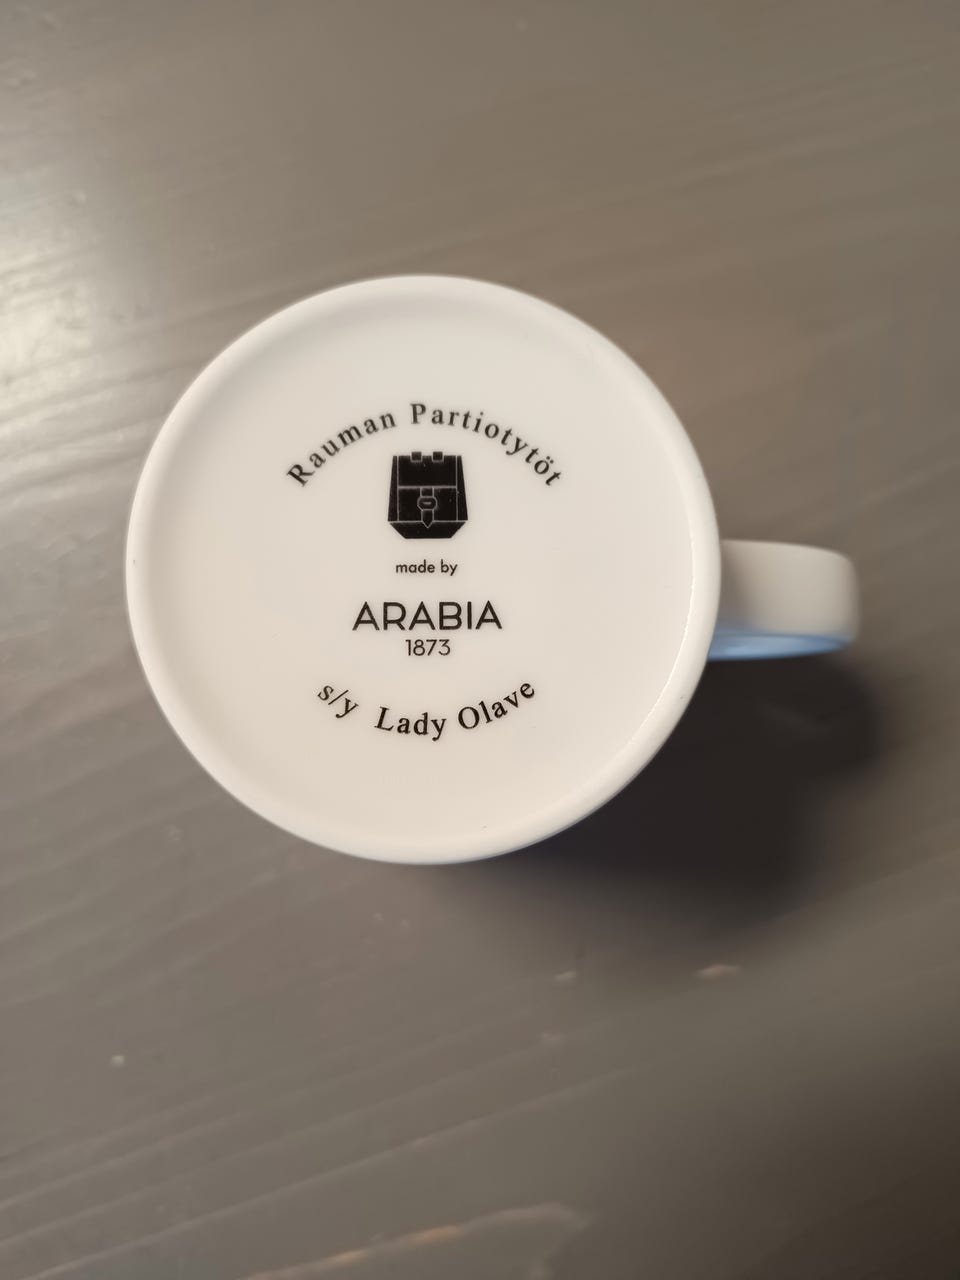 Rauman Partiotytöt
made by
ARABIA
1873
s/y Lady Olave